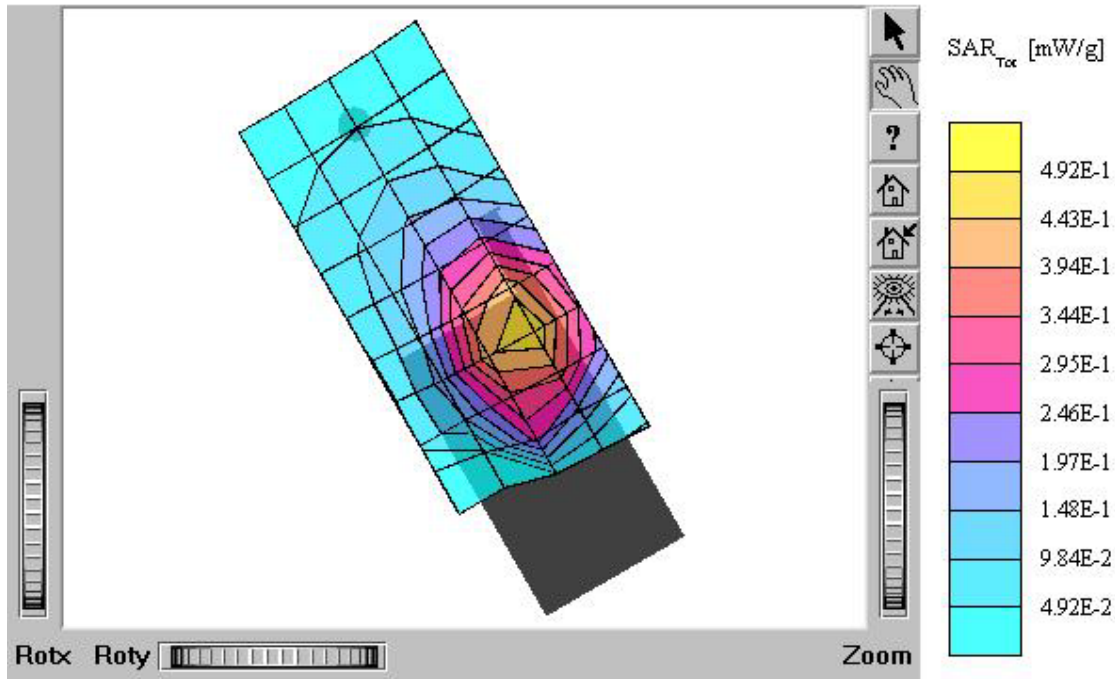 SAR_Tot [mW/g]
4.92E-1
4.43E-1
3.94E-1
3.44E-1
2.95E-1
2.46E-1
1.97E-1
1.48E-1
9.84E-2
4.92E-2
?
Rotx Roty Zoom